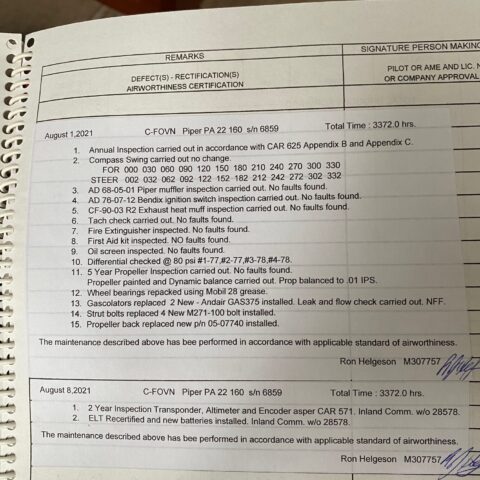 REMARKS
SIGNATURE PERSON MAKING
DEFECT(S) - RECTIFICATION(S)
AIRWORTHINESS CERTIFICATION
PILOT OR AME AND LIC. N
OR COMPANY APPROVAL
August 1,2021 C-FOVN Piper PA 22 160 s/n 6859 Total Time : 3372.0 hrs.
1. Annual Inspection carried out in accordance with CAR 625 Appendix B and Appendix C.
2. Compass Swing carried out no change.
FOR 000 030 060 090 120 150 180 210 240 270 300 330
STEER 002 032 062 092 122 152 182 212 242 272 302 332
3. AD 68-05-01 Piper muffler inspection carried out. No faults found.
4. AD 76-07-12 Bendix ignition switch inspection carried out. No faults found.
5. CF-90-03 R2 Exhaust heat muff inspection carried out. No faults found.
6. Tach check carried out. No faults found.
7. Fire Extinguisher inspected. No faults found.
8. First Aid kit inspected. NO faults found.
9. Oil screen inspected. No faults found.
10. Differential checked @ 80 psi #1-77,#2-77,#3-78,#4-78.
11. 5 Year Propeller Inspection carried out. No faults found.
Propeller painted and Dynamic balance carried out. Prop balanced to .01 IPS.
12. Wheel bearings repacked using Mobil 28 grease.
13. Gascolators replaced 2 New - Andair GAS375 installed. Leak and flow check carried out, NFF.
14. Strut bolts replaced 4 New M271-100 bolt installed.
15. Propeller back replaced new p/n 05-07740 installed.
The maintenance described above has bee performed in accordance with applicable standard of airworthiness.
Ron Helgeson M307757
August 8,2021 C-FOVN Piper PA 22 160 s/n 6859 Total Time : 3372.0 hrs.
1. 2 Year Inspection Transponder, Altimeter and Encoder asper CAR 571. Inland Comm. w/o 28578.
2. ELT Recertified and new batteries installed. Inland Comm. w/o 28578.
The maintenance described above has bee performed in accordance with applicable standard of airworthiness.
Ron Helgeson M307757